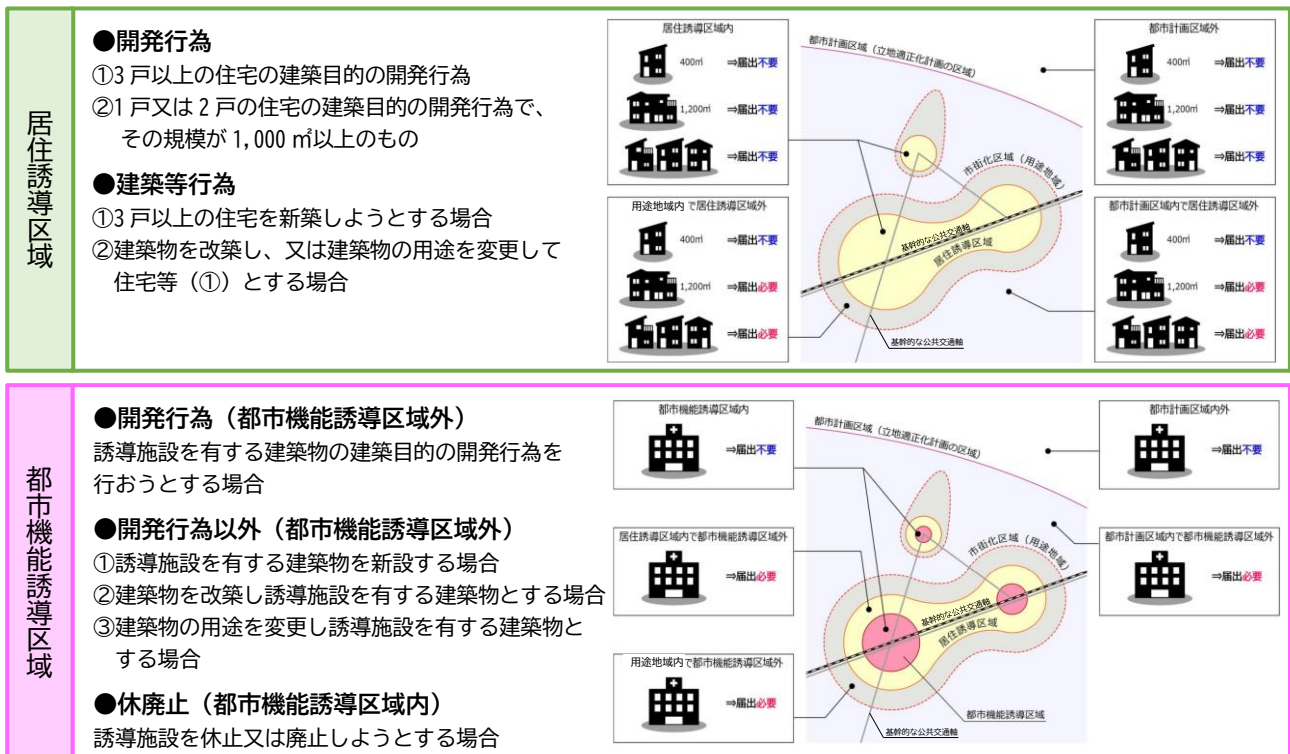 居住誘導区域
●開発行為
①3戸以上の住宅の建築目的の開発行為
②1戸又は2戸の住宅の建築目的の開発行為で、
その規模が1,000㎡以上のもの
●建築等行為
①3戸以上の住宅を新築しようとする場合
②建築物を改築し、又は建築物の用途を変更して
住宅等（①）とする場合
居住誘導区域内
400㎡ ⇒届出不要
1,200㎡ ⇒届出不要
⇒届出不要
用途地域内で居住誘導区域外
400㎡ ⇒届出不要
1,200㎡ ⇒届出必要
⇒届出必要
都市計画区域（立地適正化計画の区域）
市街化区域（用途地域）
基幹的な公共交通軸
居住誘導区域
基幹的な公共交通軸
都市計画区域外
400㎡ ⇒届出不要
1,200㎡ ⇒届出不要
⇒届出不要
都市計画区域内で居住誘導区域外
400㎡ ⇒届出不要
1,200㎡ ⇒届出必要
⇒届出必要
都市機能誘導区域
●開発行為（都市機能誘導区域外）
誘導施設を有する建築物の建築目的の開発行為を
行おうとする場合
●開発行為以外（都市機能誘導区域外）
①誘導施設を有する建築物を新設する場合
②建築物を改築し誘導施設を有する建築物とする場合
③建築物の用途を変更し誘導施設を有する建築物と
する場合
●休廃止（都市機能誘導区域内）
誘導施設を休止又は廃止しようとする場合
都市機能誘導区域内
⇒届出不要
居住誘導区域内で都市機能誘導区域外
⇒届出必要
用途地域内で都市機能誘導区域外
⇒届出必要
都市計画区域（立地適正化計画の区域）
市街化区域（用途地域）
基幹的な公共交通軸
居住誘導区域
都市機能誘導区域
基幹的な公共交通軸
都市計画区域内外
⇒届出不要
都市計画区域内で都市機能誘導区域外
⇒届出必要